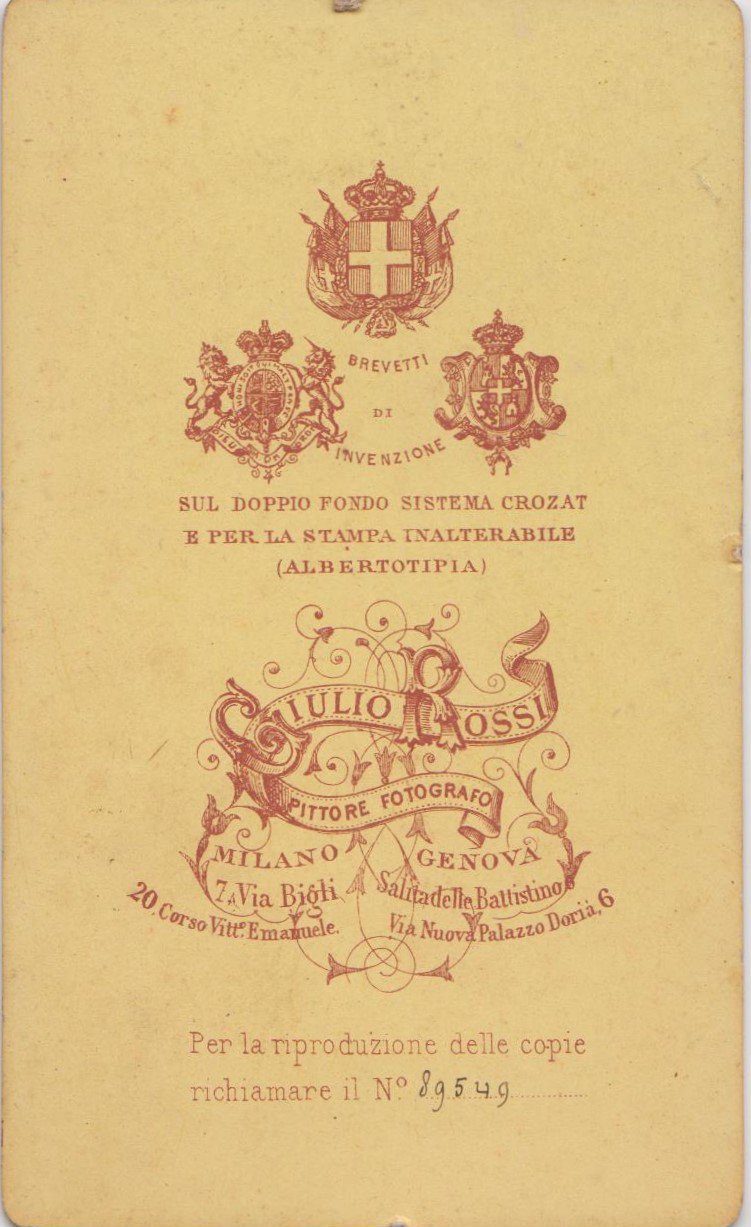 BREVETTI
DI
INVENZIONE
SUL DOPPIO FONDO SISTEMA CROZAT
E PER LA STAMPA INALTERABILE
(ALBERTOTIPIA)
GIULIO ROSSI
PITTORE FOTOGRAFO
MILANO
7A Via Bigli
20, Corso Vitt.º Emanuele.
GENOVA
Salita delle Battistine
Via Nuova Palazzo Doria, 6
Per la riproduzione delle copie
richiamare il Nº 89549